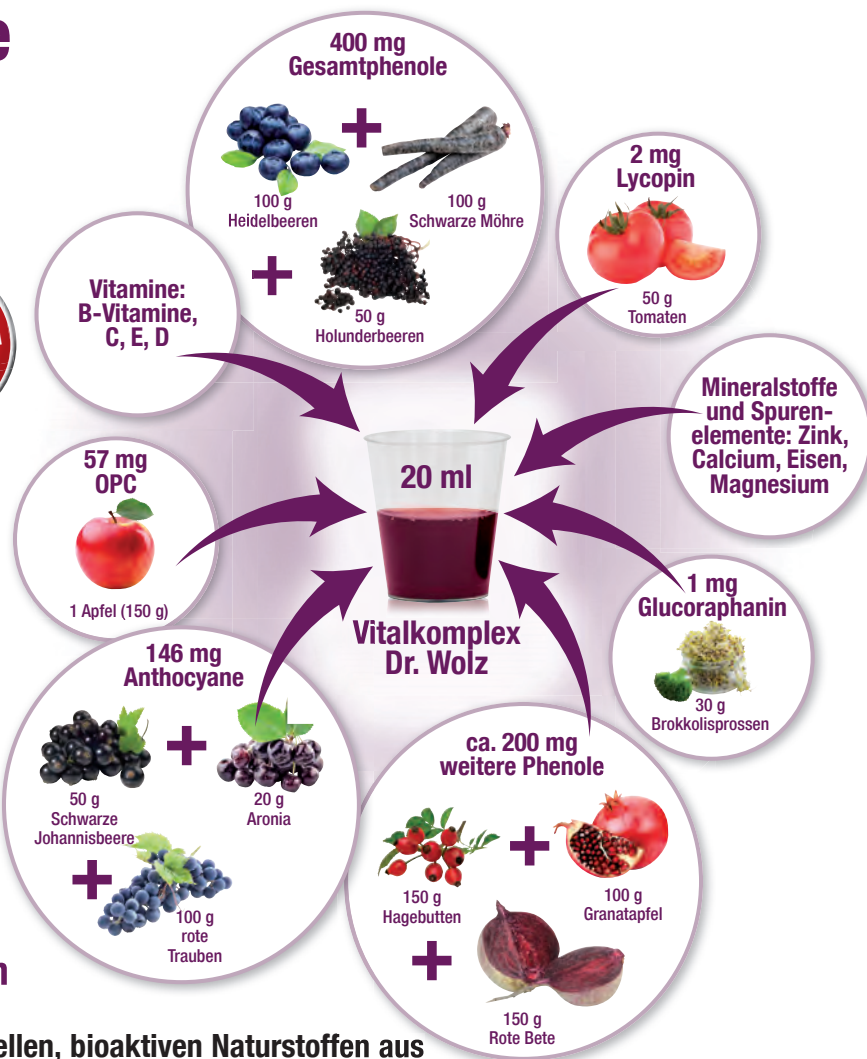 e
400 mg
Gesamtphenole
100 g
Heidelbeeren
100 g
Schwarze Möhre
50 g
Holunderbeeren
2 mg
Lycopin
50 g
Tomaten
Vitamine:
B-Vitamine,
C, E, D
Mineralstoffe
und Spuren-
elemente: Zink,
Calcium, Eisen,
Magnesium
57 mg
OPC
1 Apfel (150 g)
20 ml
Vitalkomplex
Dr. Wolz
1 mg
Glucoraphanin
30 g
Brokkolisprossen
146 mg
Anthocyane
50 g
Schwarze
Johannisbeere
20 g
Aronia
100 g
rote
Trauben
ca. 200 mg
weitere Phenole
150 g
Hagebutten
100 g
Granatapfel
150 g
Rote Bete
n
ellen, bioaktiven Naturstoffen aus